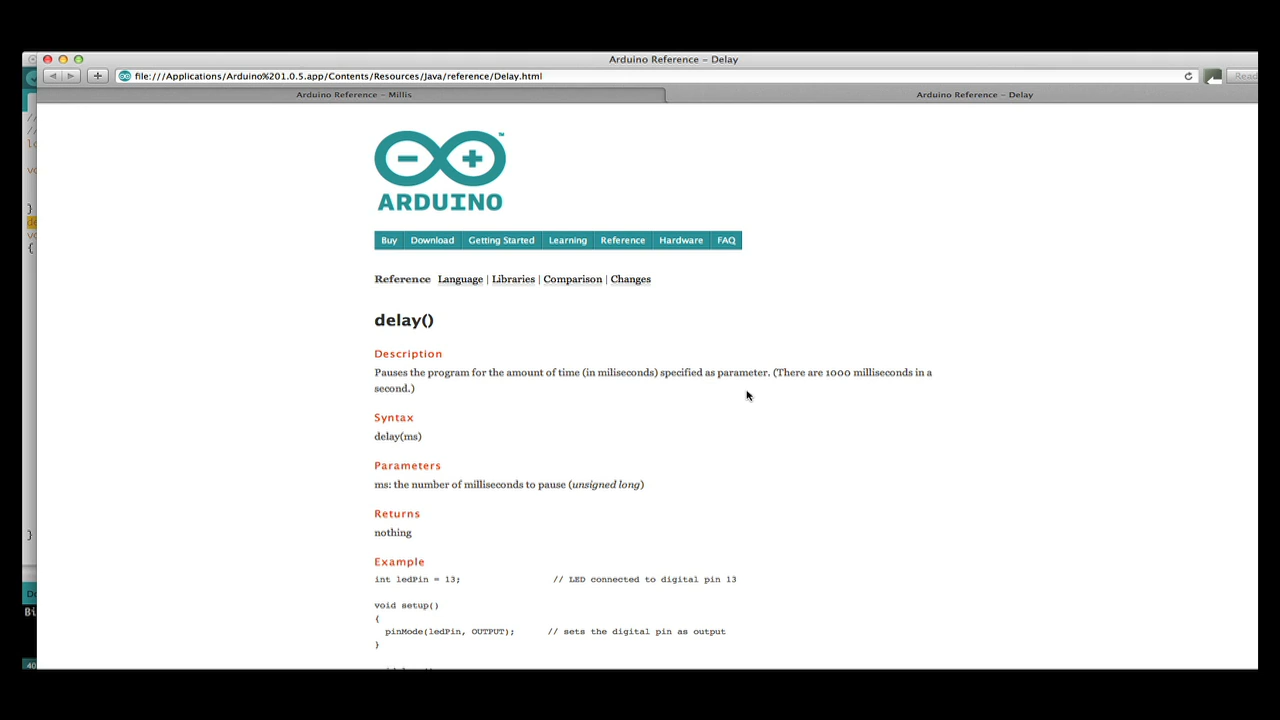 Arduino Reference – Delay
file:///Applications/Arduino%201.0.5.app/Contents/Resources/Java/reference/Delay.html
Arduino Reference – Millis
Arduino Reference – Delay
ARDUINO
Buy Download Getting Started Learning Reference Hardware FAQ
Reference Language | Libraries | Comparison | Changes
delay()
Description
Pauses the program for the amount of time (in miliseconds) specified as parameter. (There are 1000 milliseconds in a
second.)
Syntax
delay(ms)
Parameters
ms: the number of milliseconds to pause (unsigned long)
Returns
nothing
Example
int ledPin = 13; // LED connected to digital pin 13
void setup()
{
pinMode(ledPin, OUTPUT); // sets the digital pin as output
}